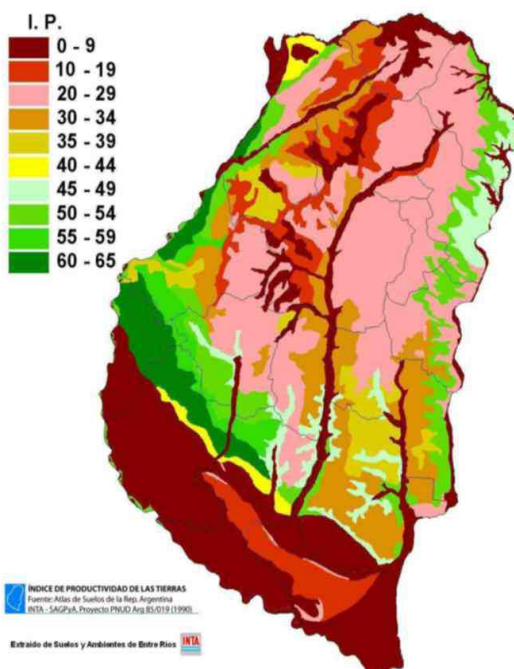 I. P.
0 - 9
10 - 19
20 - 29
30 - 34
35 - 39
40 - 44
45 - 49
50 - 54
55 - 59
60 - 65
ÍNDICE DE PRODUCTIVIDAD DE LAS TIERRAS
Fuente: Atlas de Suelos de la Rep. Argentina
INTA - SAGPyA, Proyecto PNUD Arg 85/019 (1990)
Extraído de Suelos y Ambientes de Entre Ríos
INTA